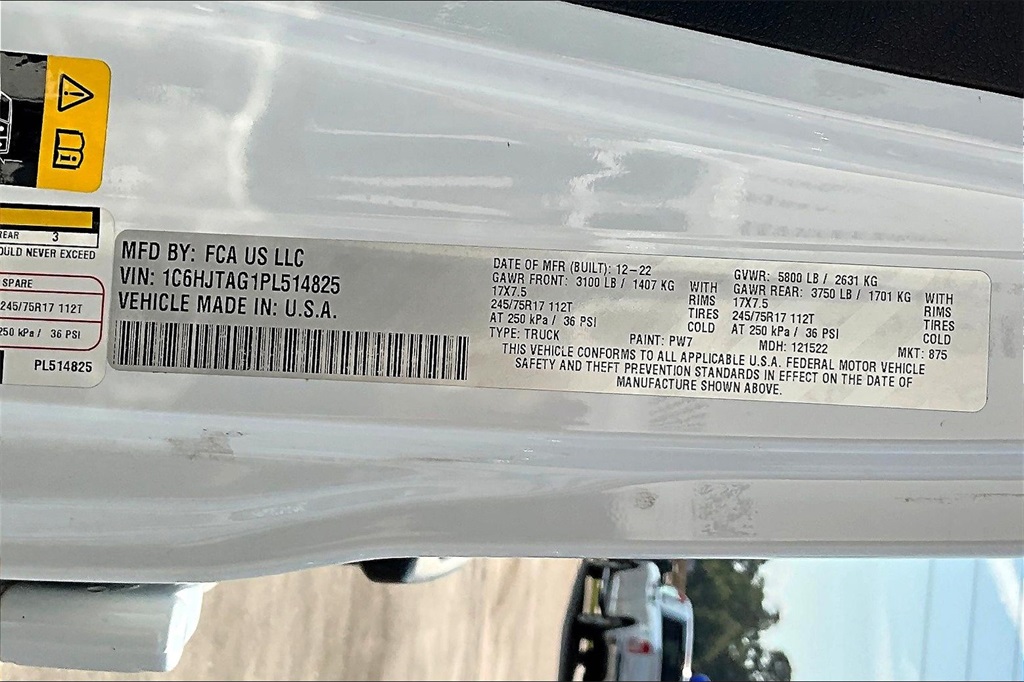 REAR 3
OULD NEVER EXCEED
SPARE
245/75R17 112T
250 kPa / 36 PSI
PL514825
MFD BY: FCA US LLC
VIN: 1C6HJTAG1PL514825
VEHICLE MADE IN: U.S.A.
DATE OF MFR (BUILT): 12-22
GAWR FRONT: 3100 LB / 1407 KG WITH
17X7.5 RIMS
245/75R17 112T TIRES
AT 250 kPa / 36 PSI COLD
TYPE: TRUCK PAINT: PW7
GVWR: 5800 LB / 2631 KG
GAWR REAR: 3750 LB / 1701 KG WITH
17X7.5 RIMS
245/75R17 112T TIRES
AT 250 kPa / 36 PSI COLD
MDH: 121522 MKT: 875
THIS VEHICLE CONFORMS TO ALL APPLICABLE U.S.A. FEDERAL MOTOR VEHICLE
SAFETY AND THEFT PREVENTION STANDARDS IN EFFECT ON THE DATE OF
MANUFACTURE SHOWN ABOVE.